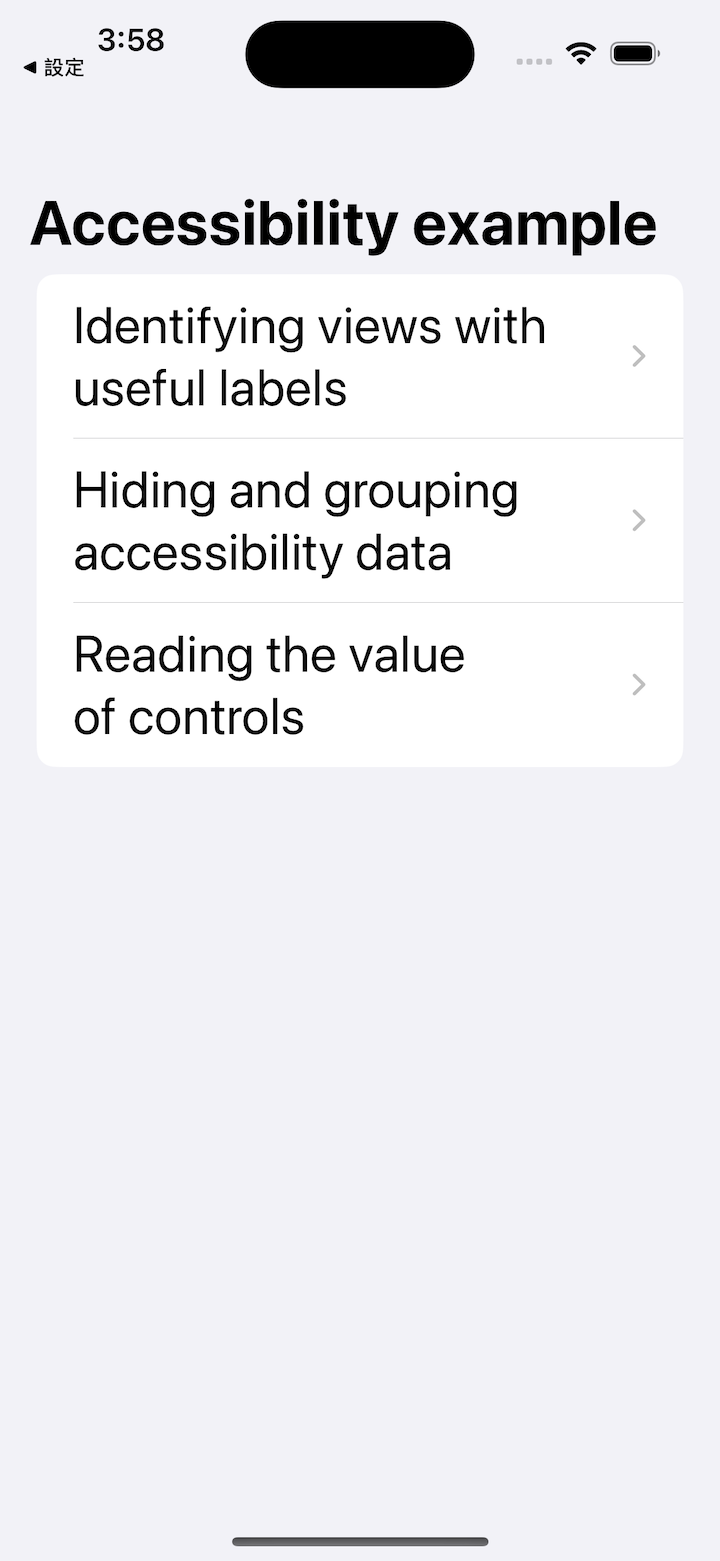 3:58
◀ 設定
Accessibility example
Identifying views with
useful labels
Hiding and grouping
accessibility data
Reading the value
of controls